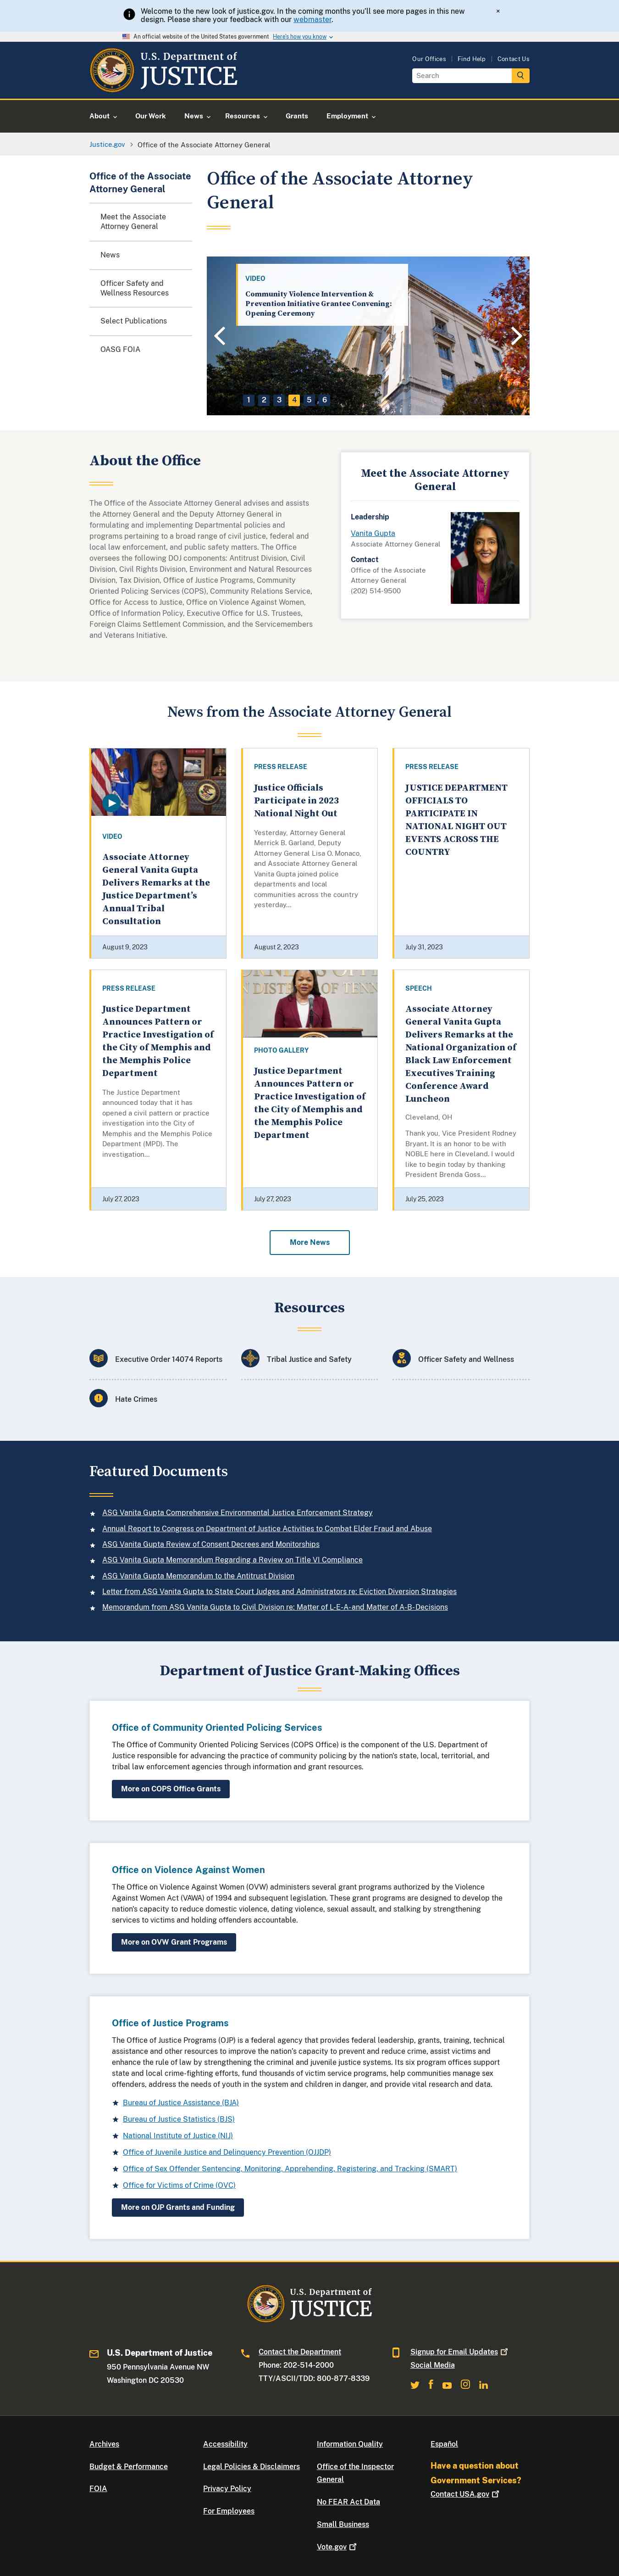 Welcome to the new look of justice.gov. In the coming months you'll see more pages in this new
design. Please share your feedback with our webmaster.
×
An official website of the United States government Here's how you know
U.S. Department of
JUSTICE
Our Offices | Find Help | Contact Us
Search
About
Our Work
News
Resources
Grants
Employment
Justice.gov > Office of the Associate Attorney General
Office of the Associate
Attorney General
Meet the Associate
Attorney General
News
Officer Safety and
Wellness Resources
Select Publications
OASG FOIA
Office of the Associate Attorney
General
VIDEO
Community Violence Intervention &
Prevention Initiative Grantee Convening:
Opening Ceremony
1 2 3 4 5 6
About the Office
The Office of the Associate Attorney General advises and assists
the Attorney General and the Deputy Attorney General in
formulating and implementing Departmental policies and
programs pertaining to a broad range of civil justice, federal and
local law enforcement, and public safety matters. The Office
oversees the following DOJ components: Antitrust Division, Civil
Division, Civil Rights Division, Environment and Natural Resources
Division, Tax Division, Office of Justice Programs, Community
Oriented Policing Services (COPS), Community Relations Service,
Office for Access to Justice, Office on Violence Against Women,
Office of Information Policy, Executive Office for U.S. Trustees,
Foreign Claims Settlement Commission, and the Servicemembers
and Veterans Initiative.
Meet the Associate Attorney
General
Leadership
Vanita Gupta
Associate Attorney General
Contact
Office of the Associate
Attorney General
(202) 514-9500
News from the Associate Attorney General
VIDEO
Associate Attorney
General Vanita Gupta
Delivers Remarks at the
Justice Department's
Annual Tribal
Consultation
August 9, 2023
PRESS RELEASE
Justice Officials
Participate in 2023
National Night Out
Yesterday, Attorney General
Merrick B. Garland, Deputy
Attorney General Lisa O. Monaco,
and Associate Attorney General
Vanita Gupta joined police
departments and local
communities across the country
yesterday...
August 2, 2023
PRESS RELEASE
JUSTICE DEPARTMENT
OFFICIALS TO
PARTICIPATE IN
NATIONAL NIGHT OUT
EVENTS ACROSS THE
COUNTRY
July 31, 2023
PRESS RELEASE
Justice Department
Announces Pattern or
Practice Investigation of
the City of Memphis and
the Memphis Police
Department
The Justice Department
announced today that it has
opened a civil pattern or practice
investigation into the City of
Memphis and the Memphis Police
Department (MPD). The
investigation...
July 27, 2023
PHOTO GALLERY
Justice Department
Announces Pattern or
Practice Investigation of
the City of Memphis and
the Memphis Police
Department
July 27, 2023
SPEECH
Associate Attorney
General Vanita Gupta
Delivers Remarks at the
National Organization of
Black Law Enforcement
Executives Training
Conference Award
Luncheon
Cleveland, OH
Thank you, Vice President Rodney
Bryant. It is an honor to be with
NOBLE here in Cleveland. I would
like to begin today by thanking
President Brenda Goss...
July 25, 2023
More News
Resources
Executive Order 14074 Reports
Tribal Justice and Safety
Officer Safety and Wellness
Hate Crimes
Featured Documents
ASG Vanita Gupta Comprehensive Environmental Justice Enforcement Strategy
Annual Report to Congress on Department of Justice Activities to Combat Elder Fraud and Abuse
ASG Vanita Gupta Review of Consent Decrees and Monitorships
ASG Vanita Gupta Memorandum Regarding a Review on Title VI Compliance
ASG Vanita Gupta Memorandum to the Antitrust Division
Letter from ASG Vanita Gupta to State Court Judges and Administrators re: Eviction Diversion Strategies
Memorandum from ASG Vanita Gupta to Civil Division re: Matter of L-E-A- and Matter of A-B- Decisions
Department of Justice Grant-Making Offices
Office of Community Oriented Policing Services
The Office of Community Oriented Policing Services (COPS Office) is the component of the U.S. Department of
Justice responsible for advancing the practice of community policing by the nation's state, local, territorial, and
tribal law enforcement agencies through information and grant resources.
More on COPS Office Grants
Office on Violence Against Women
The Office on Violence Against Women (OVW) administers several grant programs authorized by the Violence
Against Women Act (VAWA) of 1994 and subsequent legislation. These grant programs are designed to develop the
nation's capacity to reduce domestic violence, dating violence, sexual assault, and stalking by strengthening
services to victims and holding offenders accountable.
More on OVW Grant Programs
Office of Justice Programs
The Office of Justice Programs (OJP) is a federal agency that provides federal leadership, grants, training, technical
assistance and other resources to improve the nation's capacity to prevent and reduce crime, assist victims and
enhance the rule of law by strengthening the criminal and juvenile justice systems. Its six program offices support
state and local crime-fighting efforts, fund thousands of victim service programs, help communities manage sex
offenders, address the needs of youth in the system and children in danger, and provide vital research and data.
Bureau of Justice Assistance (BJA)
Bureau of Justice Statistics (BJS)
National Institute of Justice (NIJ)
Office of Juvenile Justice and Delinquency Prevention (OJJDP)
Office of Sex Offender Sentencing, Monitoring, Apprehending, Registering, and Tracking (SMART)
Office for Victims of Crime (OVC)
More on OJP Grants and Funding
U.S. Department of
JUSTICE
U.S. Department of Justice
950 Pennsylvania Avenue NW
Washington DC 20530
Contact the Department
Phone: 202-514-2000
TTY/ASCII/TDD: 800-877-8339
Signup for Email Updates
Social Media
Archives
Budget & Performance
FOIA
Accessibility
Legal Policies & Disclaimers
Privacy Policy
For Employees
Information Quality
Office of the Inspector
General
No FEAR Act Data
Small Business
Vote.gov
Español
Have a question about
Government Services?
Contact USA.gov